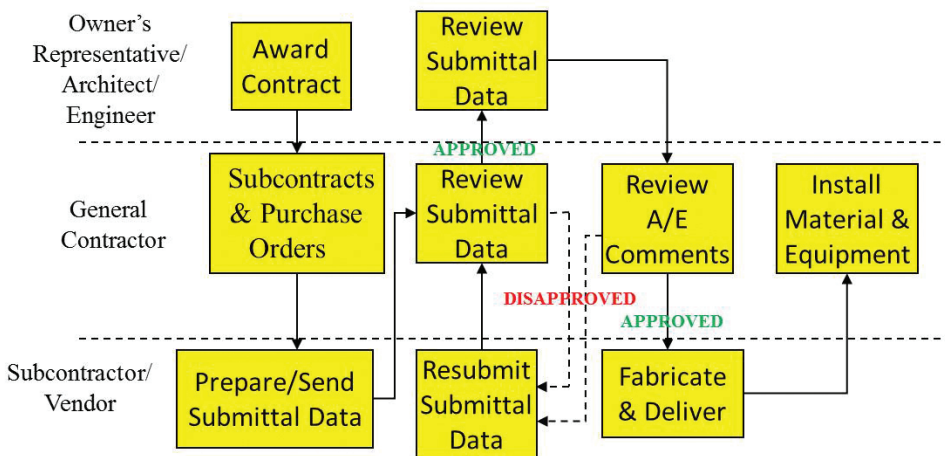 Owner's
Representative/
Architect/
Engineer
Award
Contract
Review
Submittal
Data
General
Contractor
Subcontracts
& Purchase
Orders
APPROVED
Review
Submittal
Data
Review
A/E
Comments
Install
Material &
Equipment
DISAPPROVED
APPROVED
Subcontractor/
Vendor
Prepare/Send
Submittal Data
Resubmit
Submittal
Data
Fabricate
& Deliver